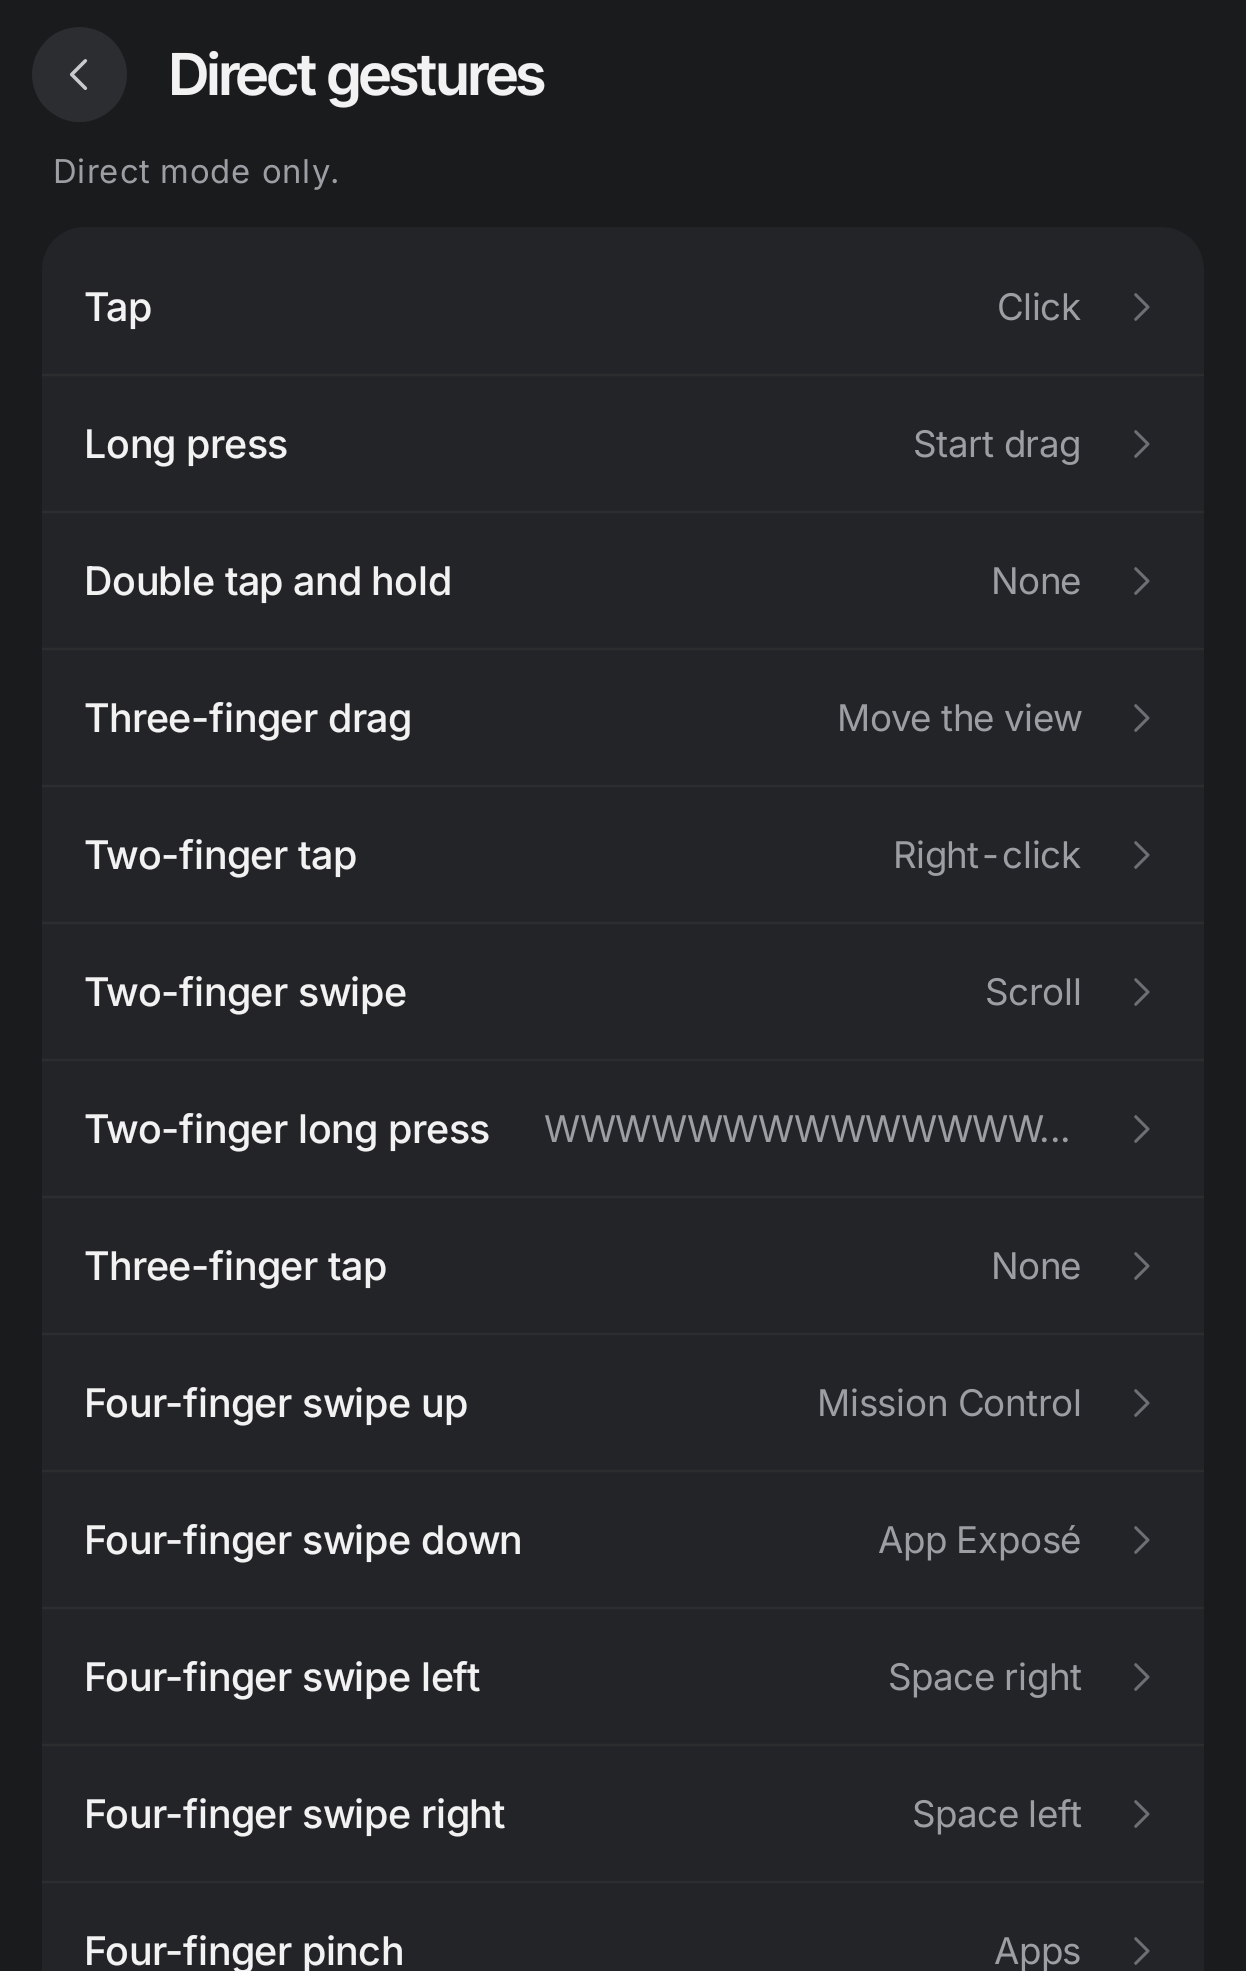 Direct gestures
Direct mode only.
Tap Click
Long press Start drag
Double tap and hold None
Three-finger drag Move the view
Two-finger tap Right-click
Two-finger swipe Scroll
Two-finger long press WWWWWWWWWWWWWW...
Three-finger tap None
Four-finger swipe up Mission Control
Four-finger swipe down App Exposé
Four-finger swipe left Space right
Four-finger swipe right Space left
Four-finger pinch Apps